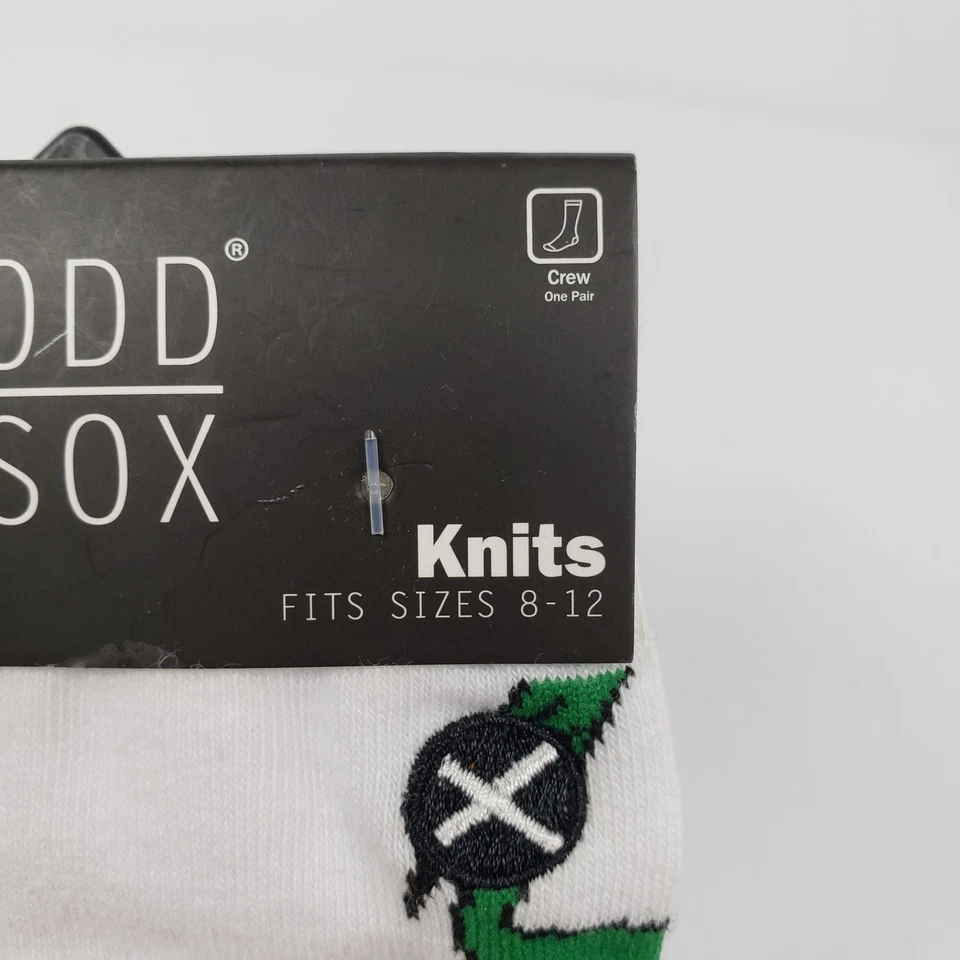 ODD®
SOX
Crew
One Pair
Knits
FITS SIZES 8-12
X